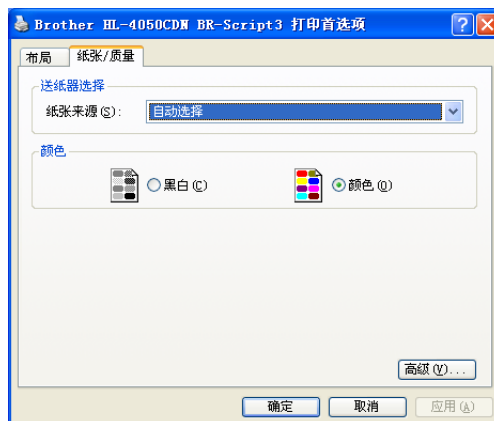 Brother HL-4050CDN BR-Script3 打印首选项
布局 纸张/质量
送纸器选择
纸张来源(S): 自动选择
颜色
黑白(C) 颜色(O)
高级(V)...
确定 取消 应用(A)